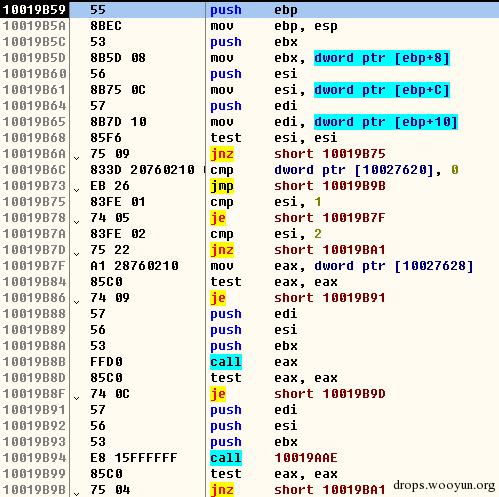 10019B59 55 push ebp
10019B5A 8BEC mov ebp, esp
10019B5C 53 push ebx
10019B5D 8B5D 08 mov ebx, dword ptr [ebp+8]
10019B60 56 push esi
10019B61 8B75 0C mov esi, dword ptr [ebp+C]
10019B64 57 push edi
10019B65 8B7D 10 mov edi, dword ptr [ebp+10]
10019B68 85F6 test esi, esi
10019B6A 75 09 jnz short 10019B75
10019B6C 833D 20760210 cmp dword ptr [10027620], 0
10019B73 EB 26 jmp short 10019B9B
10019B75 83FE 01 cmp esi, 1
10019B78 74 05 je short 10019B7F
10019B7A 83FE 02 cmp esi, 2
10019B7D 75 22 jnz short 10019BA1
10019B7F A1 28760210 mov eax, dword ptr [10027628]
10019B84 85C0 test eax, eax
10019B86 74 09 je short 10019B91
10019B88 57 push edi
10019B89 56 push esi
10019B8A 53 push ebx
10019B8B FFD0 call eax
10019B8D 85C0 test eax, eax
10019B8F 74 0C je short 10019B9D
10019B91 57 push edi
10019B92 56 push esi
10019B93 53 push ebx
10019B94 E8 15FFFFFF call 10019AAE
10019B99 85C0 test eax, eax
10019B9B 75 04 jnz short 10019BA1
drops.wooyun.org